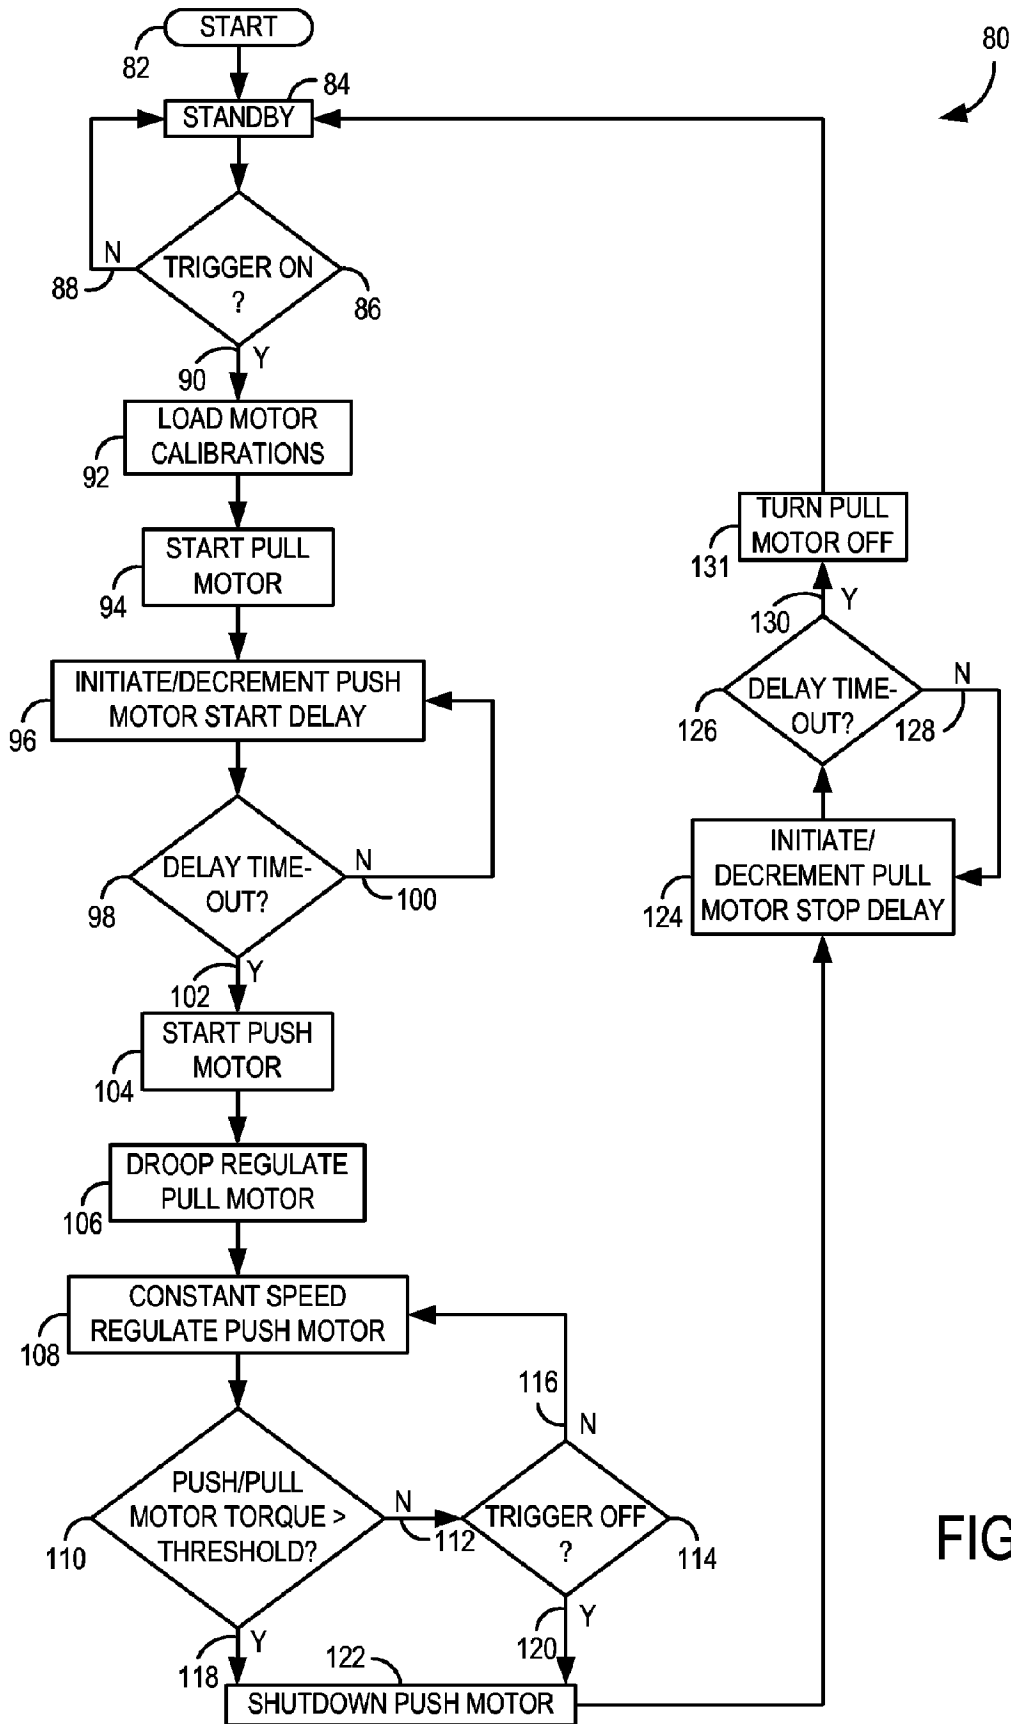 START
82
80
84
STANDBY
N
88
TRIGGER ON
?
86
90
Y
LOAD MOTOR
CALIBRATIONS
92
START PULL
MOTOR
94
INITIATE/DECREMENT PUSH
MOTOR START DELAY
96
DELAY TIME-
OUT?
98
N
100
102
Y
START PUSH
MOTOR
104
DROOP REGULATE
PULL MOTOR
106
CONSTANT SPEED
REGULATE PUSH MOTOR
108
PUSH/PULL
MOTOR TORQUE >
THRESHOLD?
110
N
112
116
N
TRIGGER OFF
?
114
118
Y
120
Y
122
SHUTDOWN PUSH MOTOR
TURN PULL
MOTOR OFF
131
130
Y
DELAY TIME-
OUT?
126
N
128
INITIATE/
DECREMENT PULL
MOTOR STOP DELAY
124
FIG